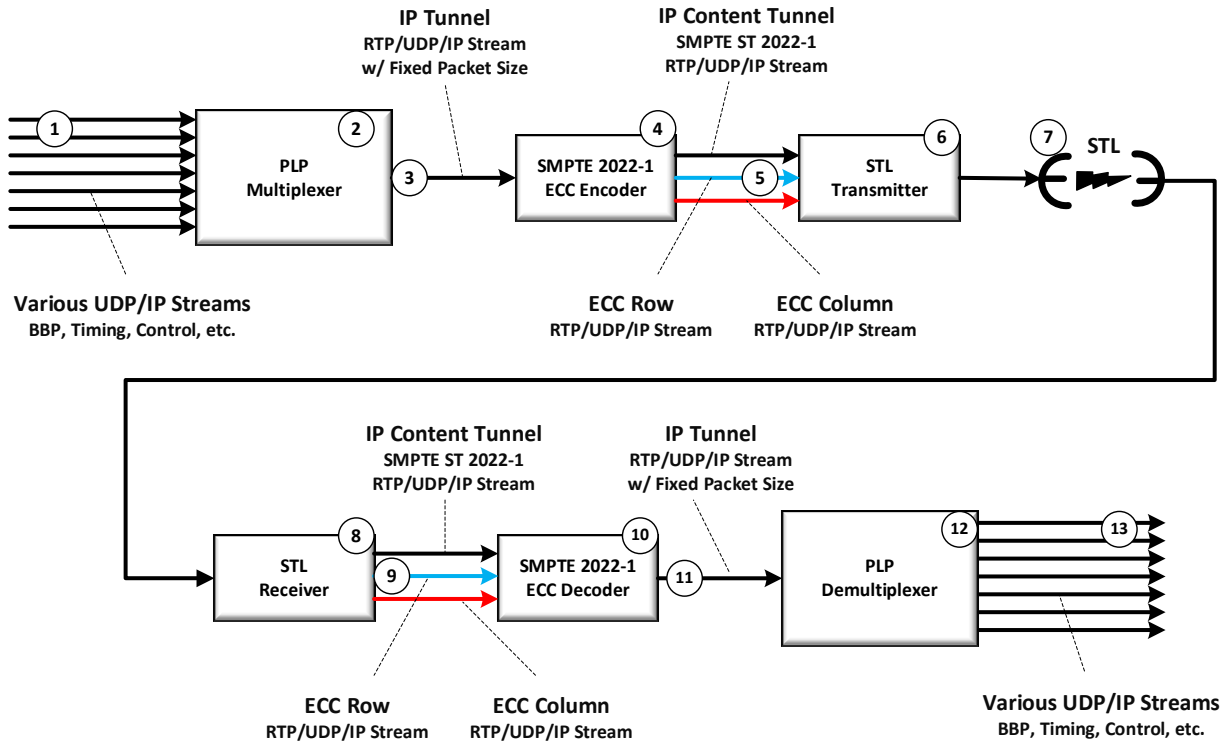 IP Tunnel
RTP/UDP/IP Stream
w/ Fixed Packet Size
IP Content Tunnel
SMPTE ST 2022-1
RTP/UDP/IP Stream
1
2
PLP
Multiplexer
3
4
SMPTE 2022-1
ECC Encoder
5
6
STL
Transmitter
7
STL
Various UDP/IP Streams
BBP, Timing, Control, etc.
ECC Row
RTP/UDP/IP Stream
ECC Column
RTP/UDP/IP Stream
IP Content Tunnel
SMPTE ST 2022-1
RTP/UDP/IP Stream
IP Tunnel
RTP/UDP/IP Stream
w/ Fixed Packet Size
8
STL
Receiver
9
10
SMPTE 2022-1
ECC Decoder
11
12
PLP
Demultiplexer
13
ECC Row
RTP/UDP/IP Stream
ECC Column
RTP/UDP/IP Stream
Various UDP/IP Streams
BBP, Timing, Control, etc.